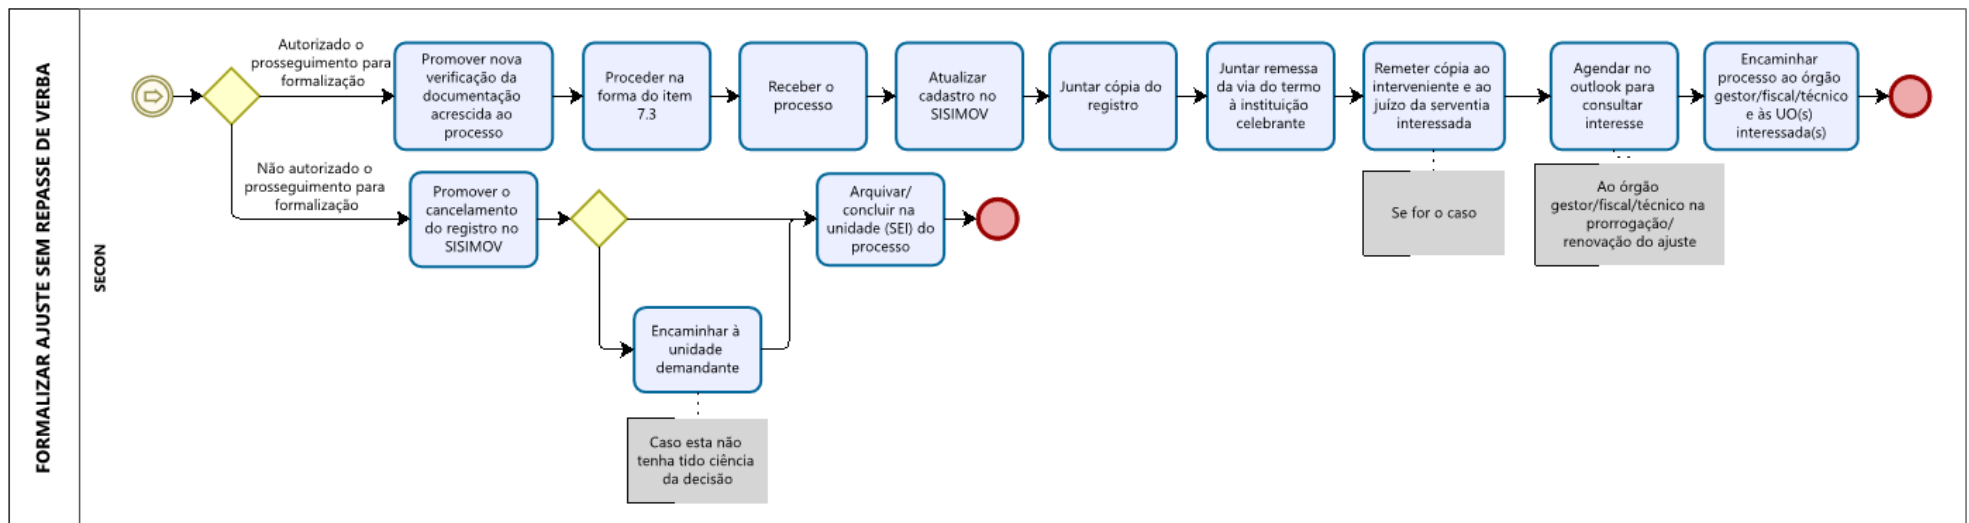 FORMALIZAR AJUSTE SEM REPASSE DE VERBA
SECON
Autorizado o
prosseguimento para
formalização
Promover nova
verificação da
documentação
acrescida ao
processo
Proceder na
forma do item
7.3
Receber o
processo
Atualizar
cadastro no
SISIMOV
Juntar cópia do
registro
Juntar remessa
da via do termo
à instituição
celebrante
Remeter cópia ao
interveniente e ao
juízo da serventia
interessada
Agendar no
outlook para
consultar
interesse
Encaminhar
processo ao órgão
gestor/fiscal/técnico
e às UO(s)
interessada(s)
Não autorizado o
prosseguimento para
formalização
Promover o
cancelamento
do registro no
SISIMOV
Arquivar/
concluir na
unidade (SEI) do
processo
Se for o caso
Ao órgão
gestor/fiscal/técnico na
prorrogação/
renovação do ajuste
Encaminhar à
unidade
demandante
Caso esta não
tenha tido ciência
da decisão